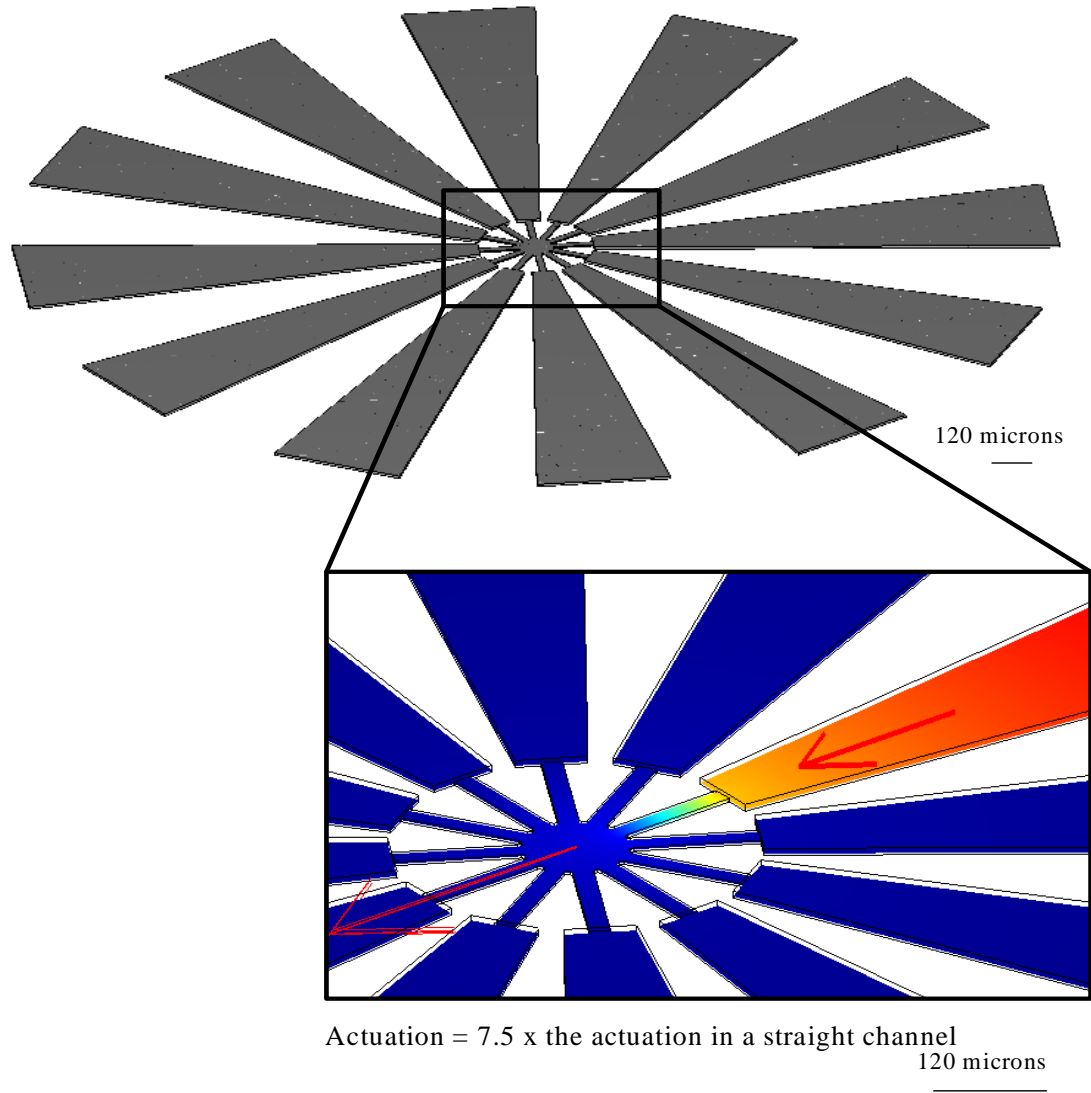 120 microns
Actuation = 7.5 x the actuation in a straight channel
120 microns